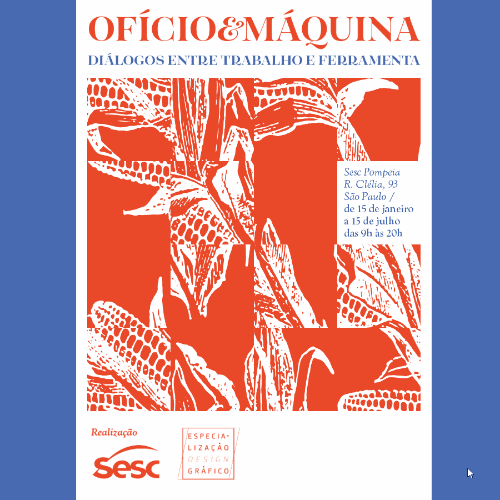 OFÍCIO&MÁQUINA
DIÁLOGOS ENTRE TRABALHO E FERRAMENTA
Sesc Pompeia
R. Clélia, 93
São Paulo /
de 15 de janeiro
a 15 de julho
das 9h às 20h
Realização
Sesc
ESPECIA-
LIZAÇÃO
DESIGN
GRÁFICO